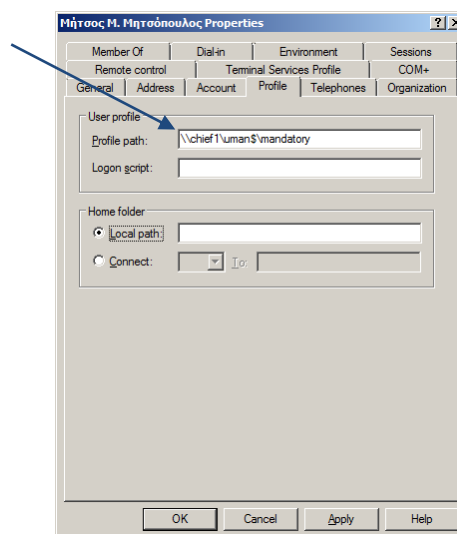 Μήτσος Μ. Μητσόπουλος Properties
Member Of Dial-in Environment Sessions
Remote control Terminal Services Profile COM+
General Address Account Profile Telephones Organization
User profile
Profile path: \\chief1\uman$\mandatory
Logon script:
Home folder
Local path:
Connect: To:
OK Cancel Apply Help